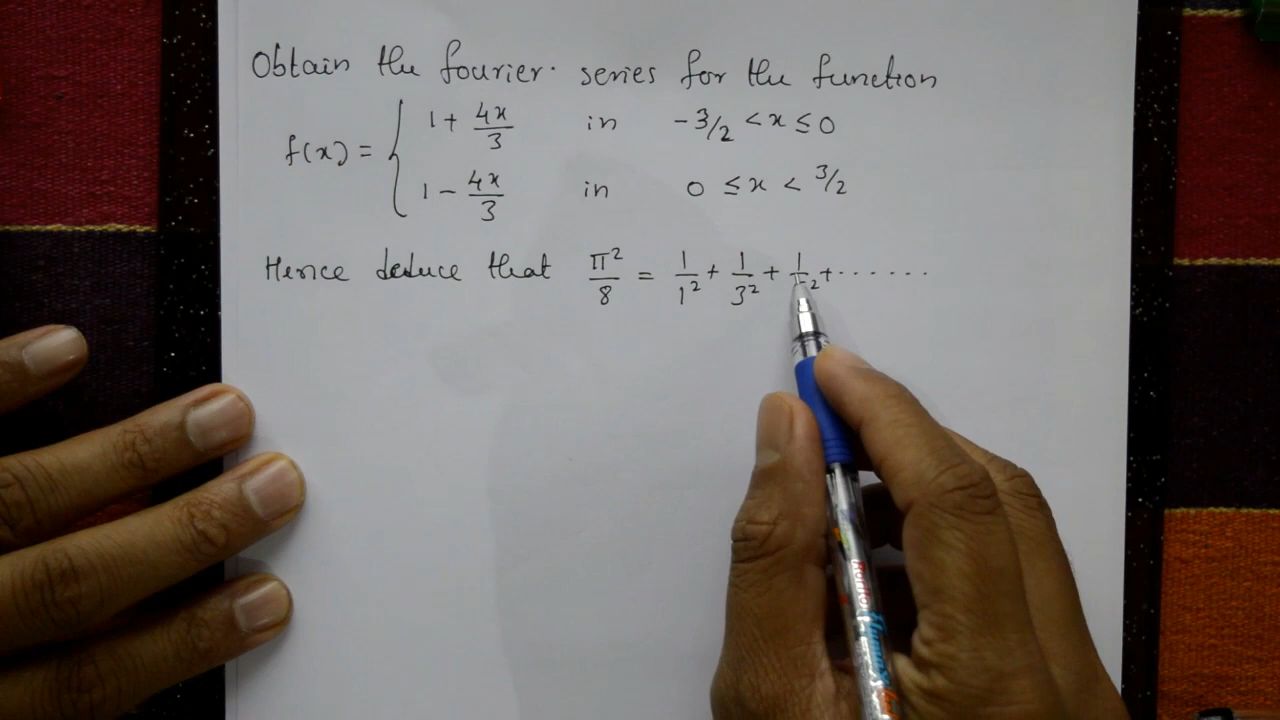 Obtain the fourier. series for the function
f(x) = { 1 + 4x/3 in -3/2 < x ≤ 0
1 - 4x/3 in 0 ≤ x < 3/2
Hence deduce that π²/8 = 1/1² + 1/3² + 1/ ² + .......